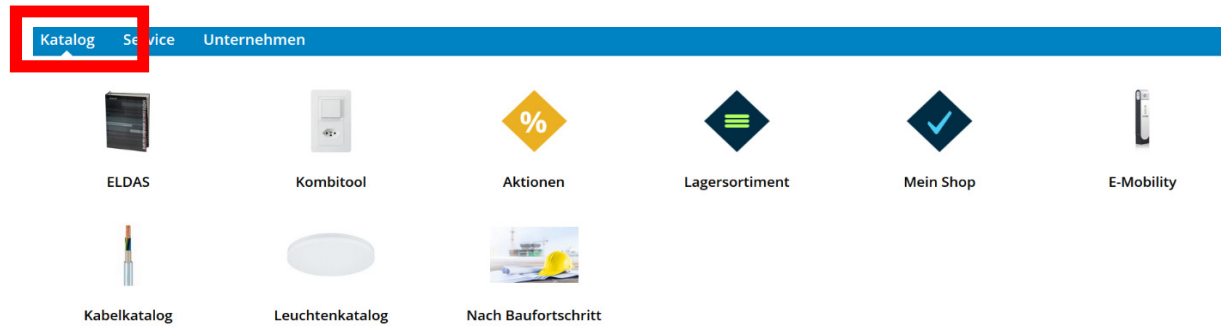 Katalog Service Unternehmen
%
ELDAS Kombitool Aktionen Lagersortiment Mein Shop E-Mobility
Kabelkatalog Leuchtenkatalog Nach Baufortschritt